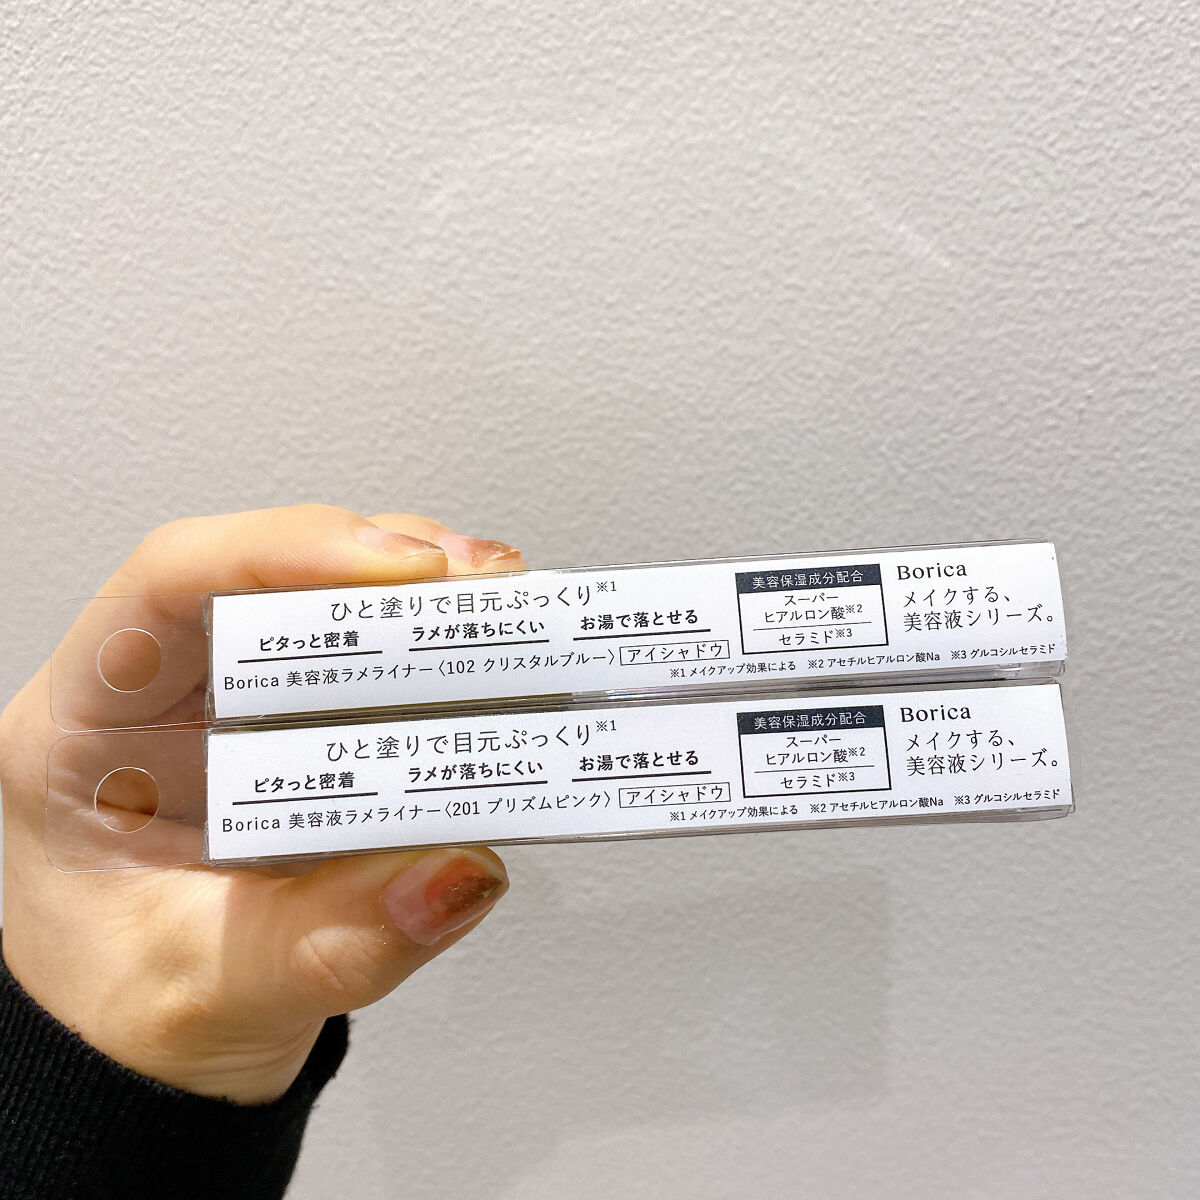 ひと塗りで目元ぷっくり※1
ピタっと密着 ラメが落ちにくい お湯で落とせる
Borica 美容液ラメライナー〈102 クリスタルブルー〉 アイシャドウ
美容保湿成分配合
スーパー
ヒアルロン酸※2
セラミド※3
Borica
メイクする、
美容液シリーズ。
※1 メイクアップ効果による ※2 アセチルヒアルロン酸Na ※3 グルコシルセラミド
ひと塗りで目元ぷっくり※1
ピタっと密着 ラメが落ちにくい お湯で落とせる
Borica 美容液ラメライナー〈201 プリズムピンク〉 アイシャドウ
美容保湿成分配合
スーパー
ヒアルロン酸※2
セラミド※3
Borica
メイクする、
美容液シリーズ。
※1 メイクアップ効果による ※2 アセチルヒアルロン酸Na ※3 グルコシルセラミド